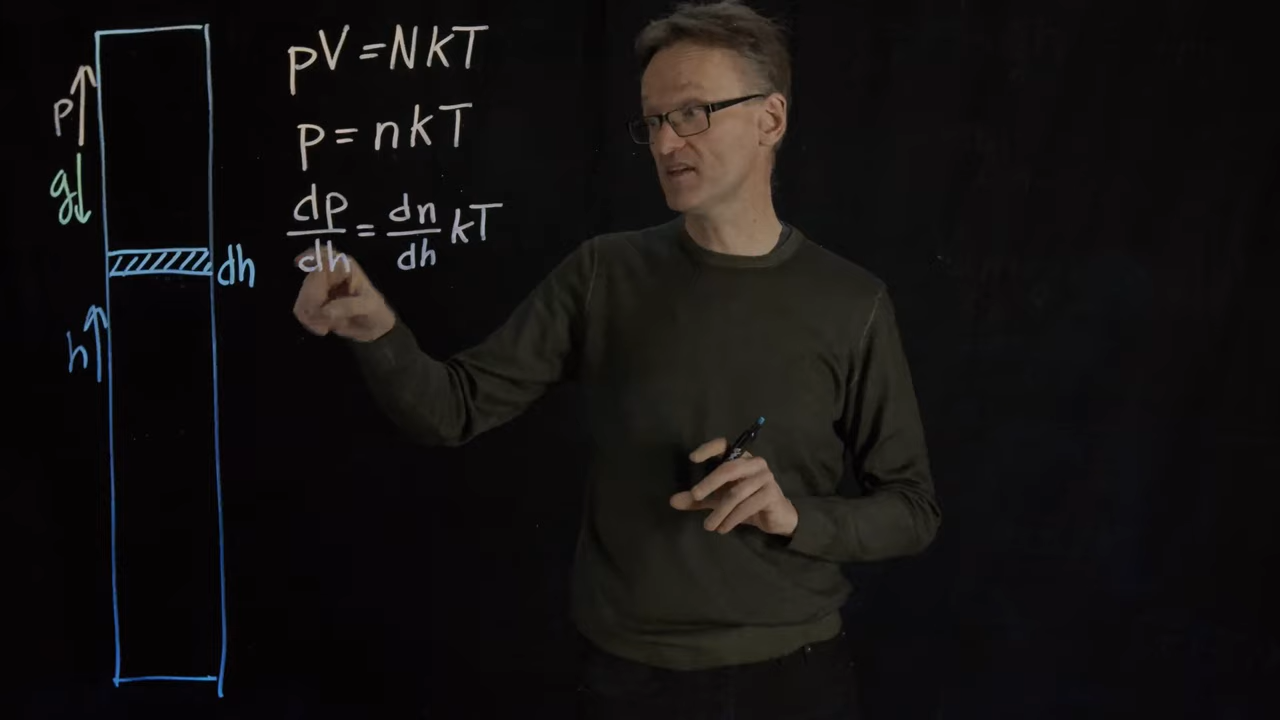 pV = NkT
p = nkT
dp/dh = dn/dh kT
p
g
dh
h